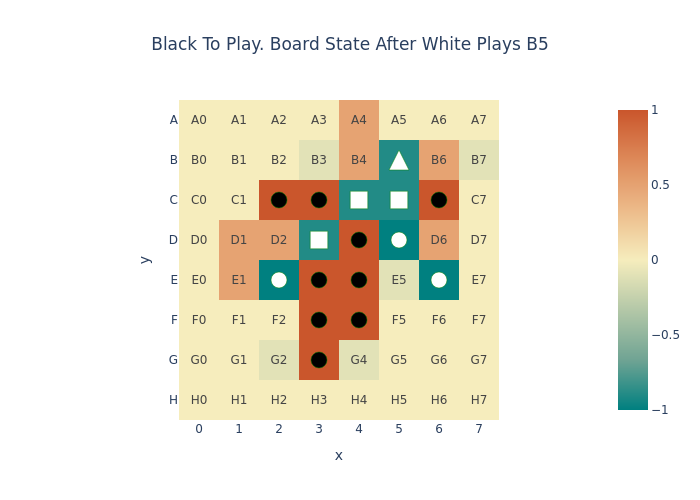 Black To Play. Board State After White Plays B5
A A0 A1 A2 A3 A4 A5 A6 A7 1
B B0 B1 B2 B3 B4 B6 B7 0.5
C C0 C1 C7
D D0 D1 D2 D6 D7
y 0
E E0 E1 E5 E7
F F0 F1 F2 F5 F6 F7 −0.5
G G0 G1 G2 G4 G5 G6 G7
H H0 H1 H2 H3 H4 H5 H6 H7 −1
0 1 2 3 4 5 6 7
x